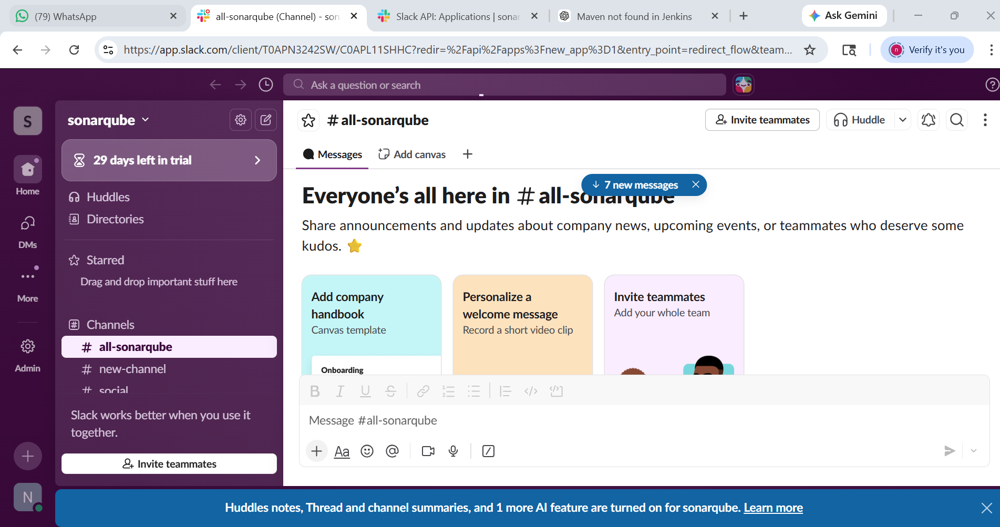 (79) WhatsApp
all-sonarqube (Channel) - son
Slack API: Applications | sonar
Maven not found in Jenkins
Ask Gemini
https://app.slack.com/client/T0APN3242SW/C0APL11SHHC?redir=%2Fapi%2Fapps%3Fnew_app%3D1&entry_point=redirect_flow&team...
n
Verify it's you
Ask a question or search
S
sonarqube
29 days left in trial
Home
Huddles
Directories
DMs
Starred
Drag and drop important stuff here
More
Channels
# all-sonarqube
# new-channel
# social
Admin
Slack works better when you use it
together.
Invite teammates
N
# all-sonarqube
Invite teammates
Huddle
Messages
Add canvas
7 new messages
Everyone's all here in # all-sonarqube
Share announcements and updates about company news, upcoming events, or teammates who deserve some
kudos.
Add company
handbook
Canvas template
Onboarding
Personalize a
welcome message
Record a short video clip
Invite teammates
Add your whole team
B I U S
Message #all-sonarqube
Aa
Huddles notes, Thread and channel summaries, and 1 more AI feature are turned on for sonarqube. Learn more